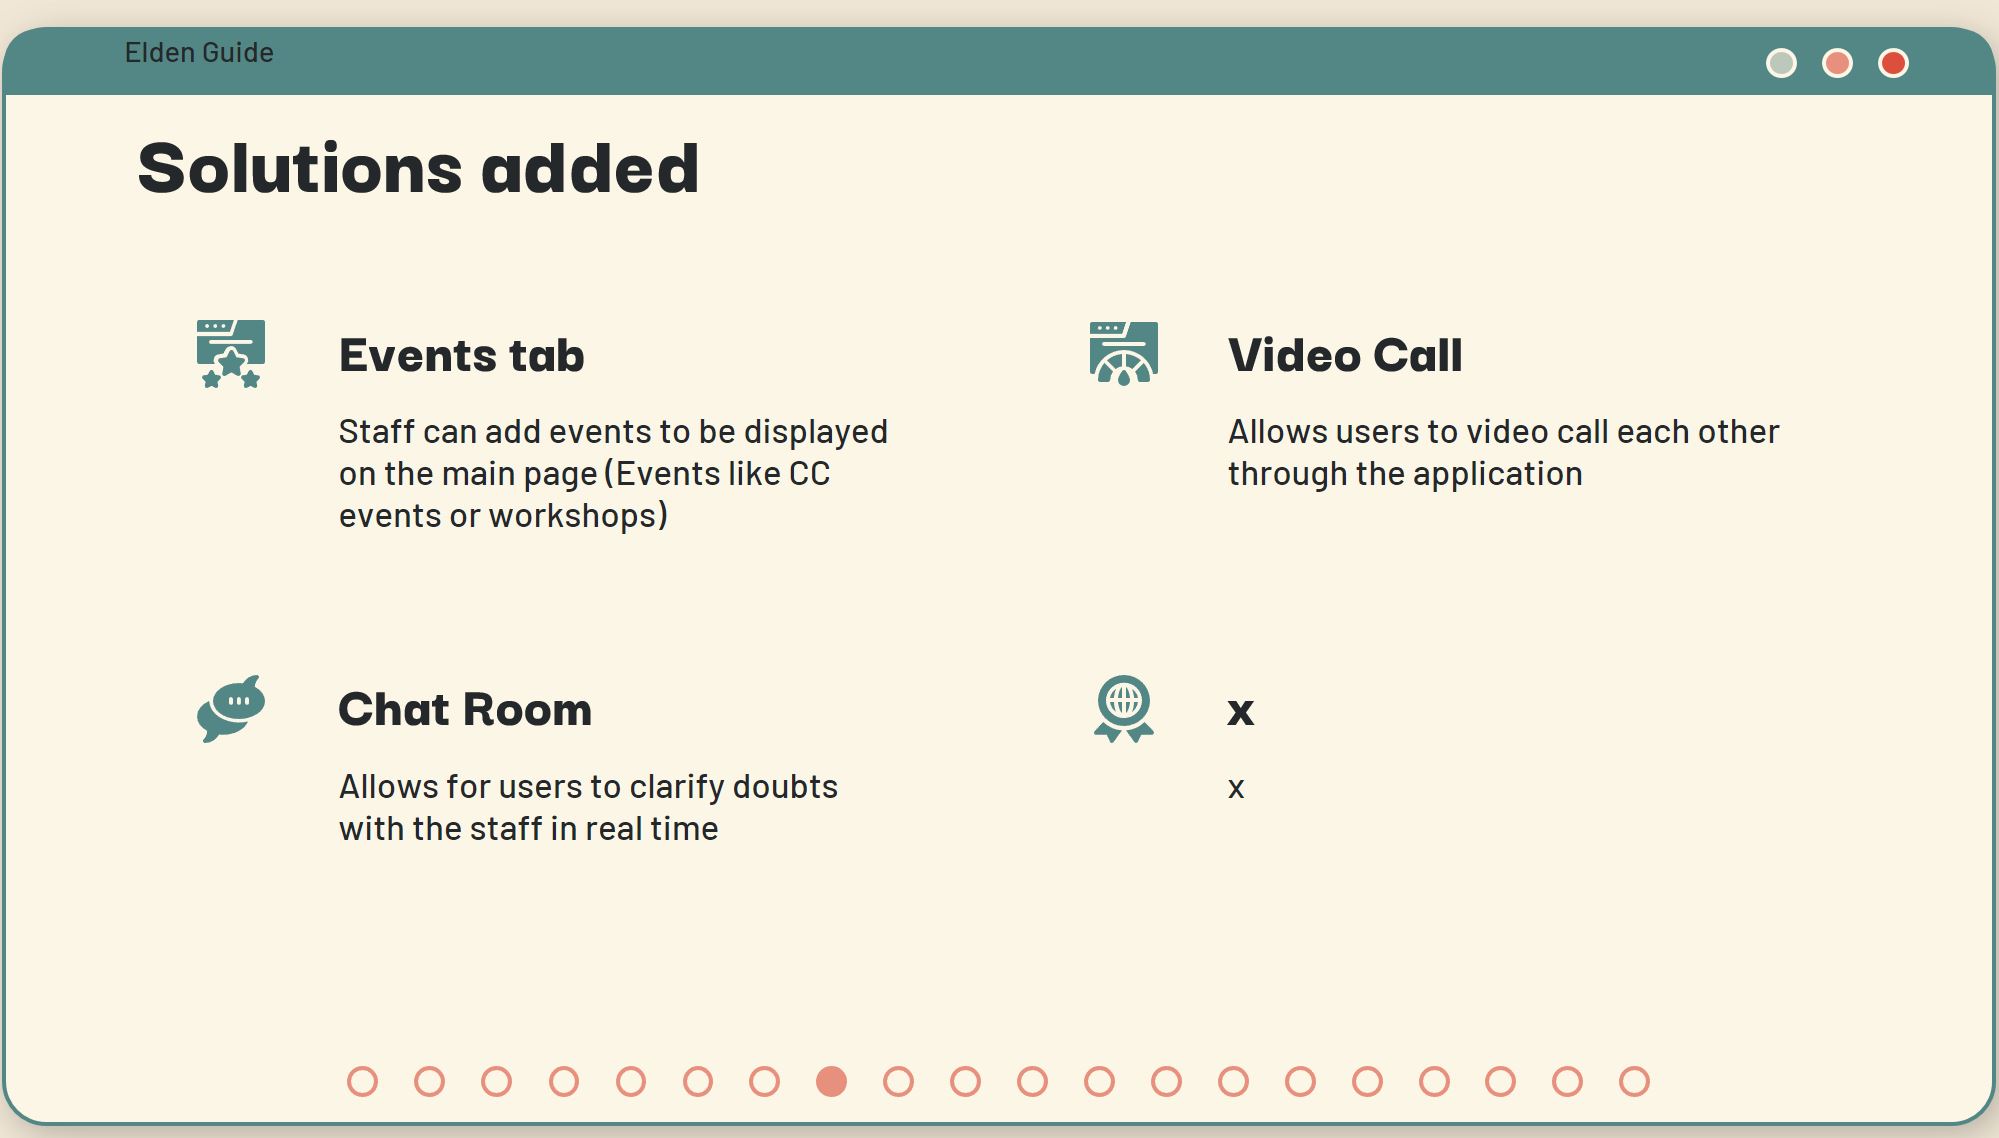 Elden Guide
Solutions added
Events tab
Staff can add events to be displayed
on the main page (Events like CC
events or workshops)
Video Call
Allows users to video call each other
through the application
Chat Room
Allows for users to clarify doubts
with the staff in real time
x
x